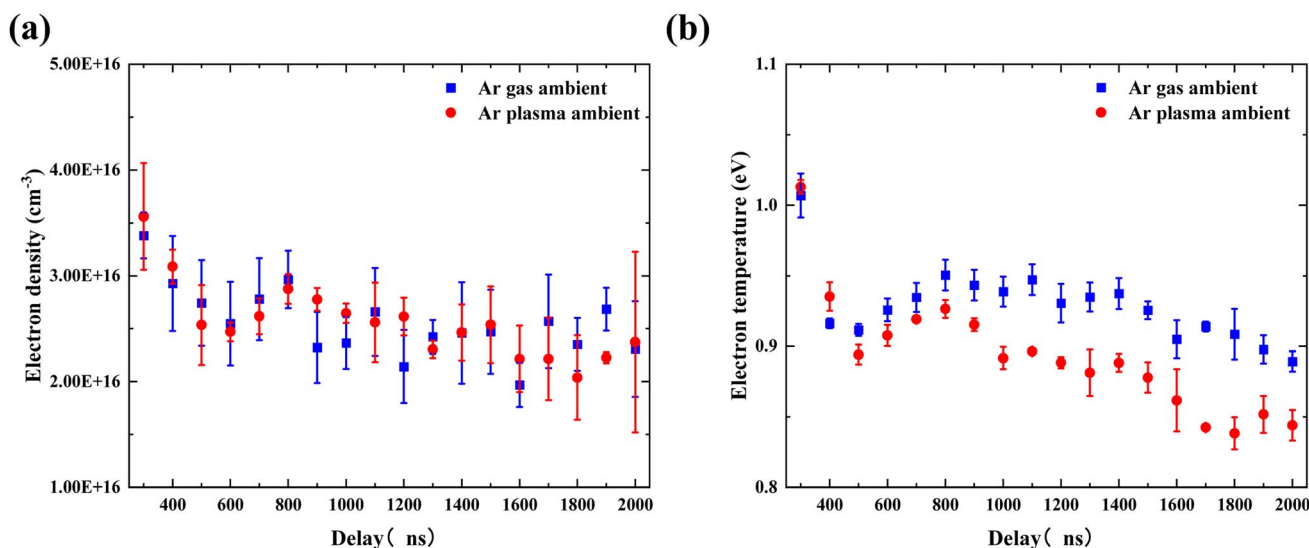 (a)
5.00E+16
4.00E+16
3.00E+16
2.00E+16
1.00E+16
Electron density (cm-3)
Ar gas ambient
Ar plasma ambient
400 600 800 1000 1200 1400 1600 1800 2000
Delay( ns)
(b)
1.1
1.0
0.9
0.8
Electron temperature (eV)
Ar gas ambient
Ar plasma ambient
400 600 800 1000 1200 1400 1600 1800 2000
Delay( ns)